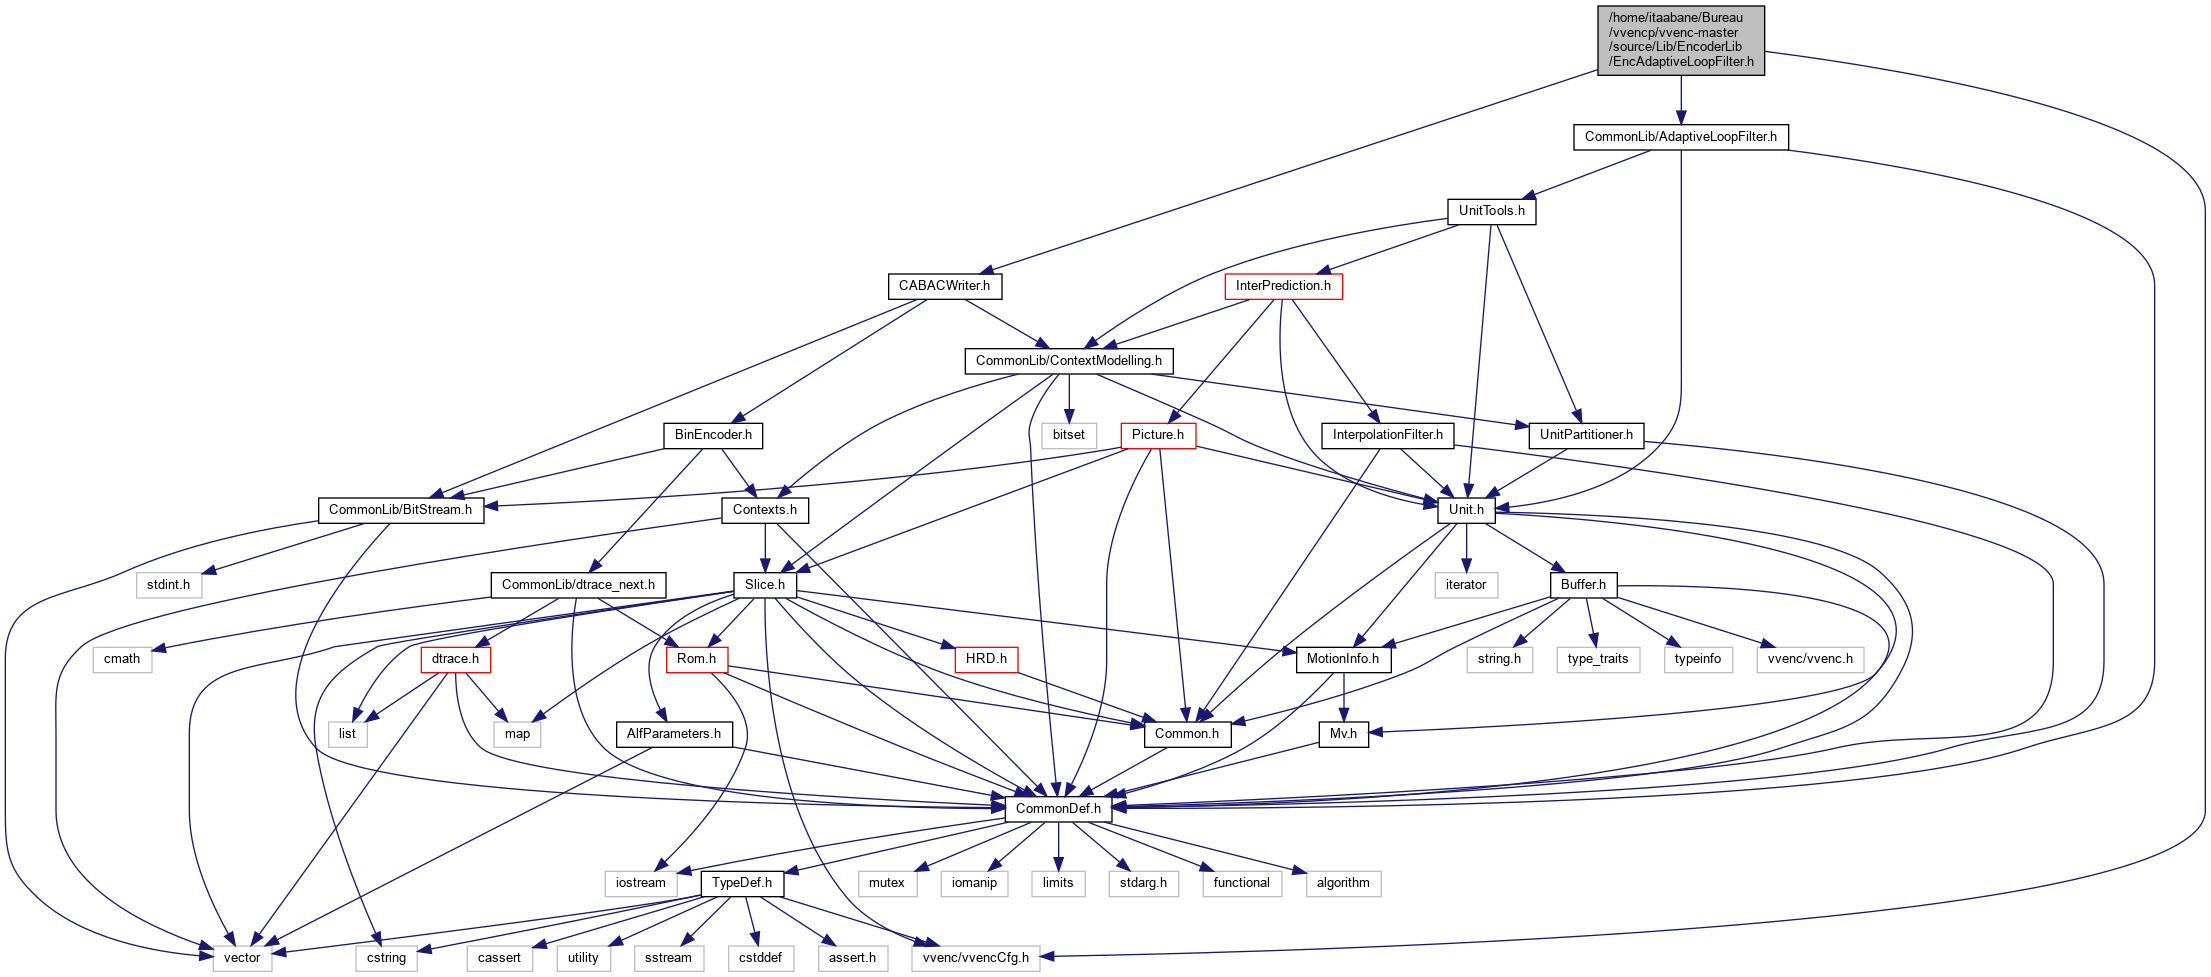 /home/itaabane/Bureau
/vvencp/vvenc-master
/source/Lib/EncoderLib
/EncAdaptiveLoopFilter.h
CommonLib/AdaptiveLoopFilter.h
UnitTools.h
CABACWriter.h
InterPrediction.h
CommonLib/ContextModelling.h
BinEncoder.h
bitset
Picture.h
InterpolationFilter.h
UnitPartitioner.h
CommonLib/BitStream.h
Contexts.h
Unit.h
stdint.h
CommonLib/dtrace_next.h
Slice.h
iterator
Buffer.h
cmath
dtrace.h
Rom.h
HRD.h
MotionInfo.h
string.h
type_traits
typeinfo
vvenc/vvenc.h
list
map
AlfParameters.h
Common.h
Mv.h
CommonDef.h
iostream
TypeDef.h
mutex
iomanip
limits
stdarg.h
functional
algorithm
vector
cstring
cassert
utility
sstream
cstddef
assert.h
vvenc/vvencCfg.h